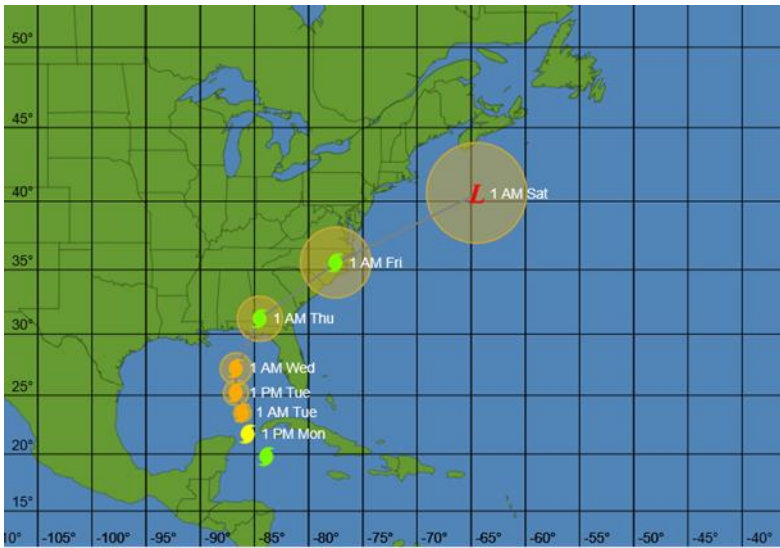 50°
45°
40°
35°
30°
25°
20°
15°
L 1 AM Sat
1 AM Fri
1 AM Thu
1 AM Wed
1 PM Tue
1 AM Tue
1 PM Mon
10° -105° -100° -95° -90° -85° -80° -75° -70° -65° -60° -55° -50° -45° -40°